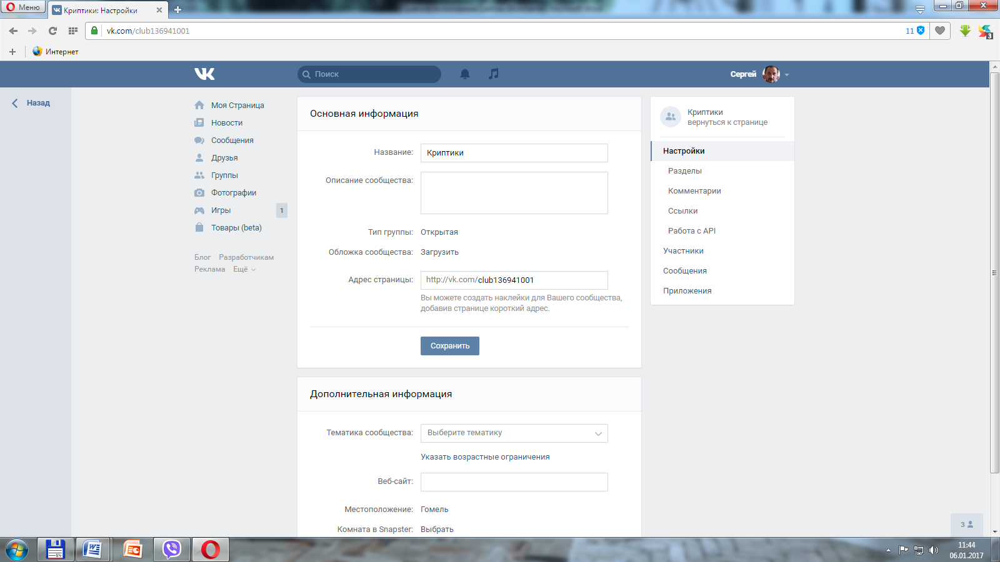 Меню
Криптики: Настройки
vk.com/club136941001
11
3
Интернет
Поиск
Сергей
Назад
Моя Страница
Новости
Сообщения
Друзья
Группы
Фотографии
Игры 1
Товары (beta)
Блог Разработчикам
Реклама Ещё
Основная информация
Название: Криптики
Описание сообщества:
Тип группы: Открытая
Обложка сообщества: Загрузить
Адрес страницы: http://vk.com/club136941001
Вы можете создать наклейки для Вашего сообщества,
добавив странице короткий адрес.
Сохранить
Дополнительная информация
Тематика сообщества: Выберите тематику
Указать возрастные ограничения
Веб-сайт:
Местоположение: Гомель
Комната в Snapster: Выбрать
Криптики
вернуться к странице
Настройки
Разделы
Комментарии
Ссылки
Работа с API
Участники
Сообщения
Приложения
3
64
11:44
06.01.2017